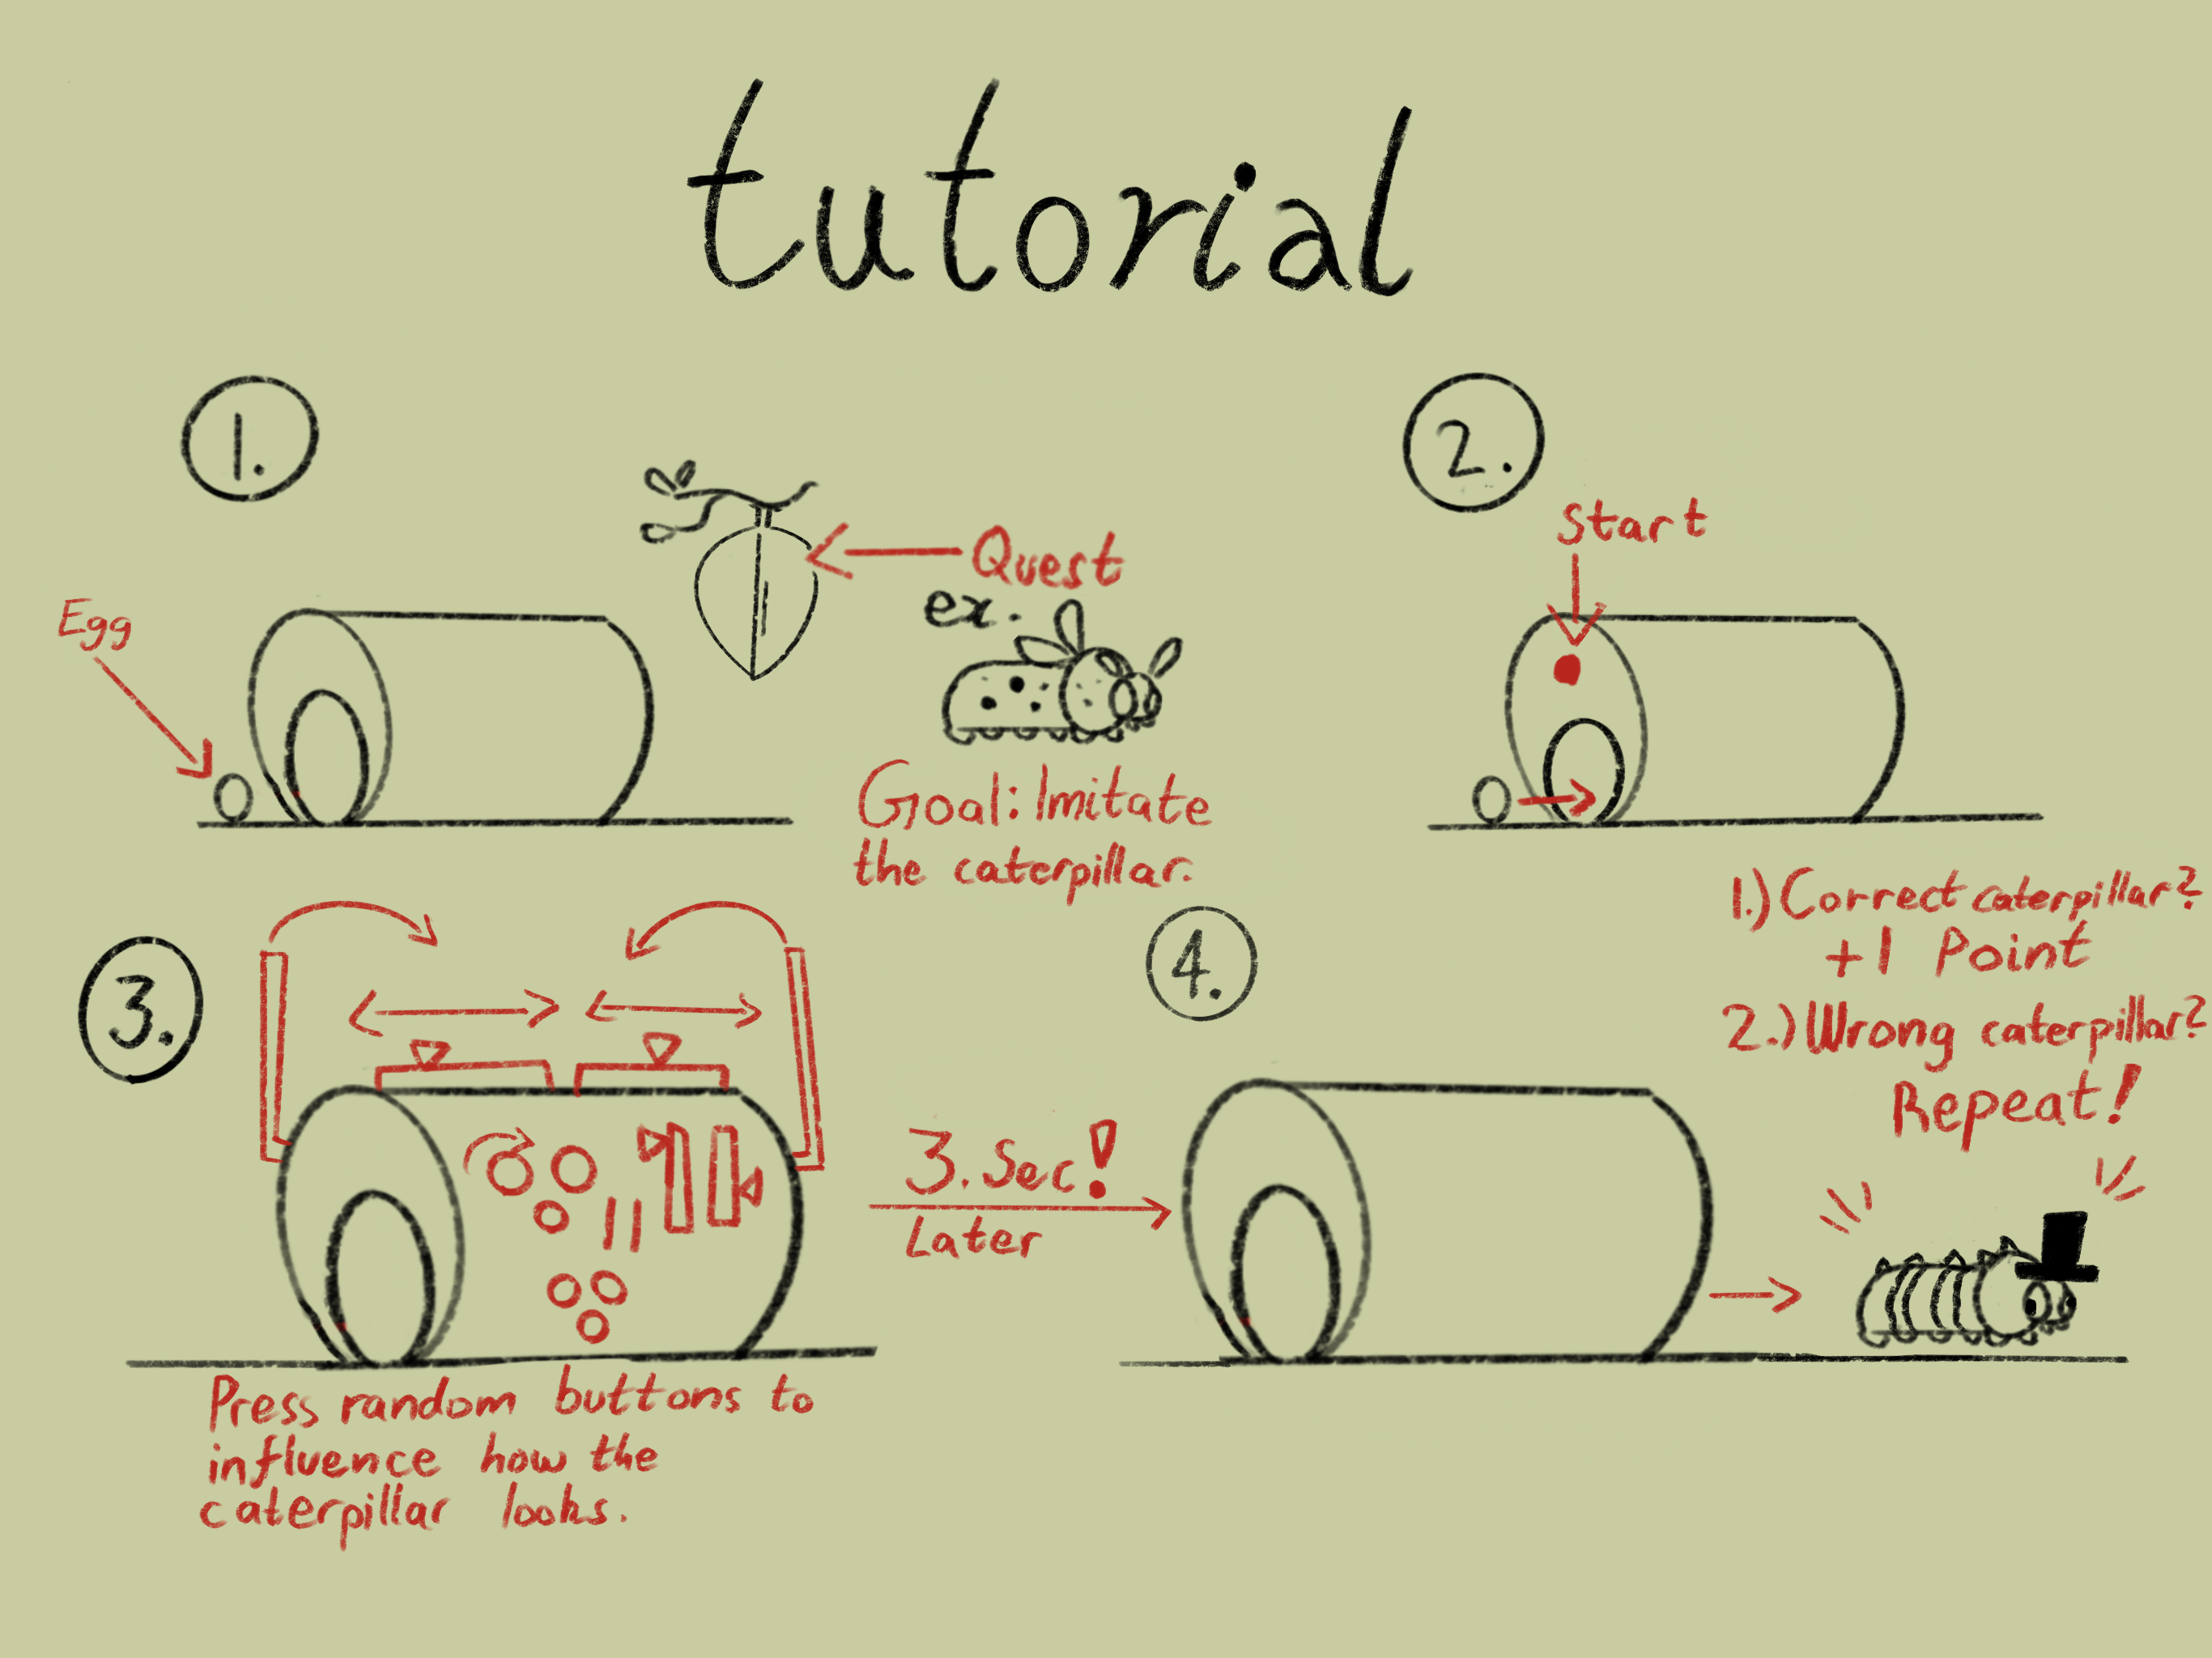 tutorial
1.
Egg
Quest
ex.
Goal: Imitate
the caterpillar.
2.
Start
3.
Press random buttons to
influence how the
caterpillar looks.
3. Sec!
Later
4.
1.) Correct caterpillar?
+1 Point
2.) Wrong caterpillar?
Repeat!